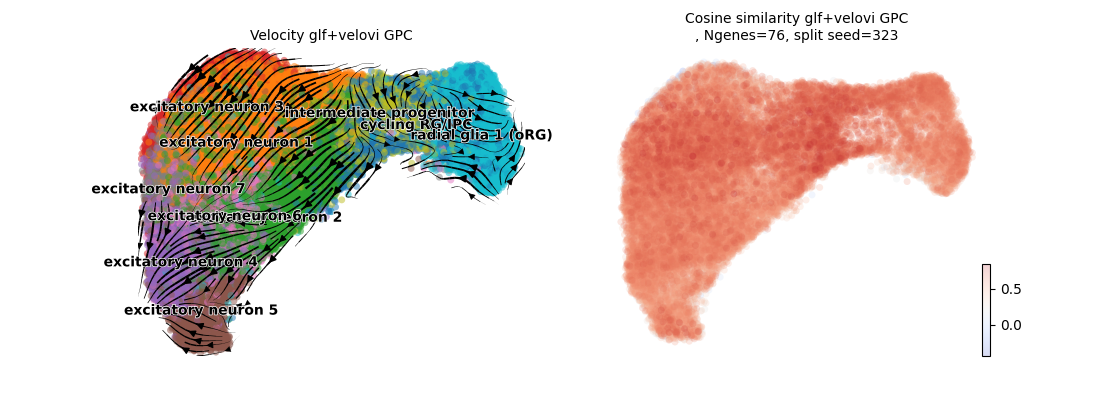 Velocity glf+velovi GPC
Cosine similarity glf+velovi GPC
, Ngenes=76, split seed=323
excitatory neuron 3
intermediate progenitor
cycling RG/IPC
radial glia 1 (oRG)
excitatory neuron 1
excitatory neuron 7
excitatory neuron 6
ron 2
excitatory neuron 4
excitatory neuron 5
0.5
0.0